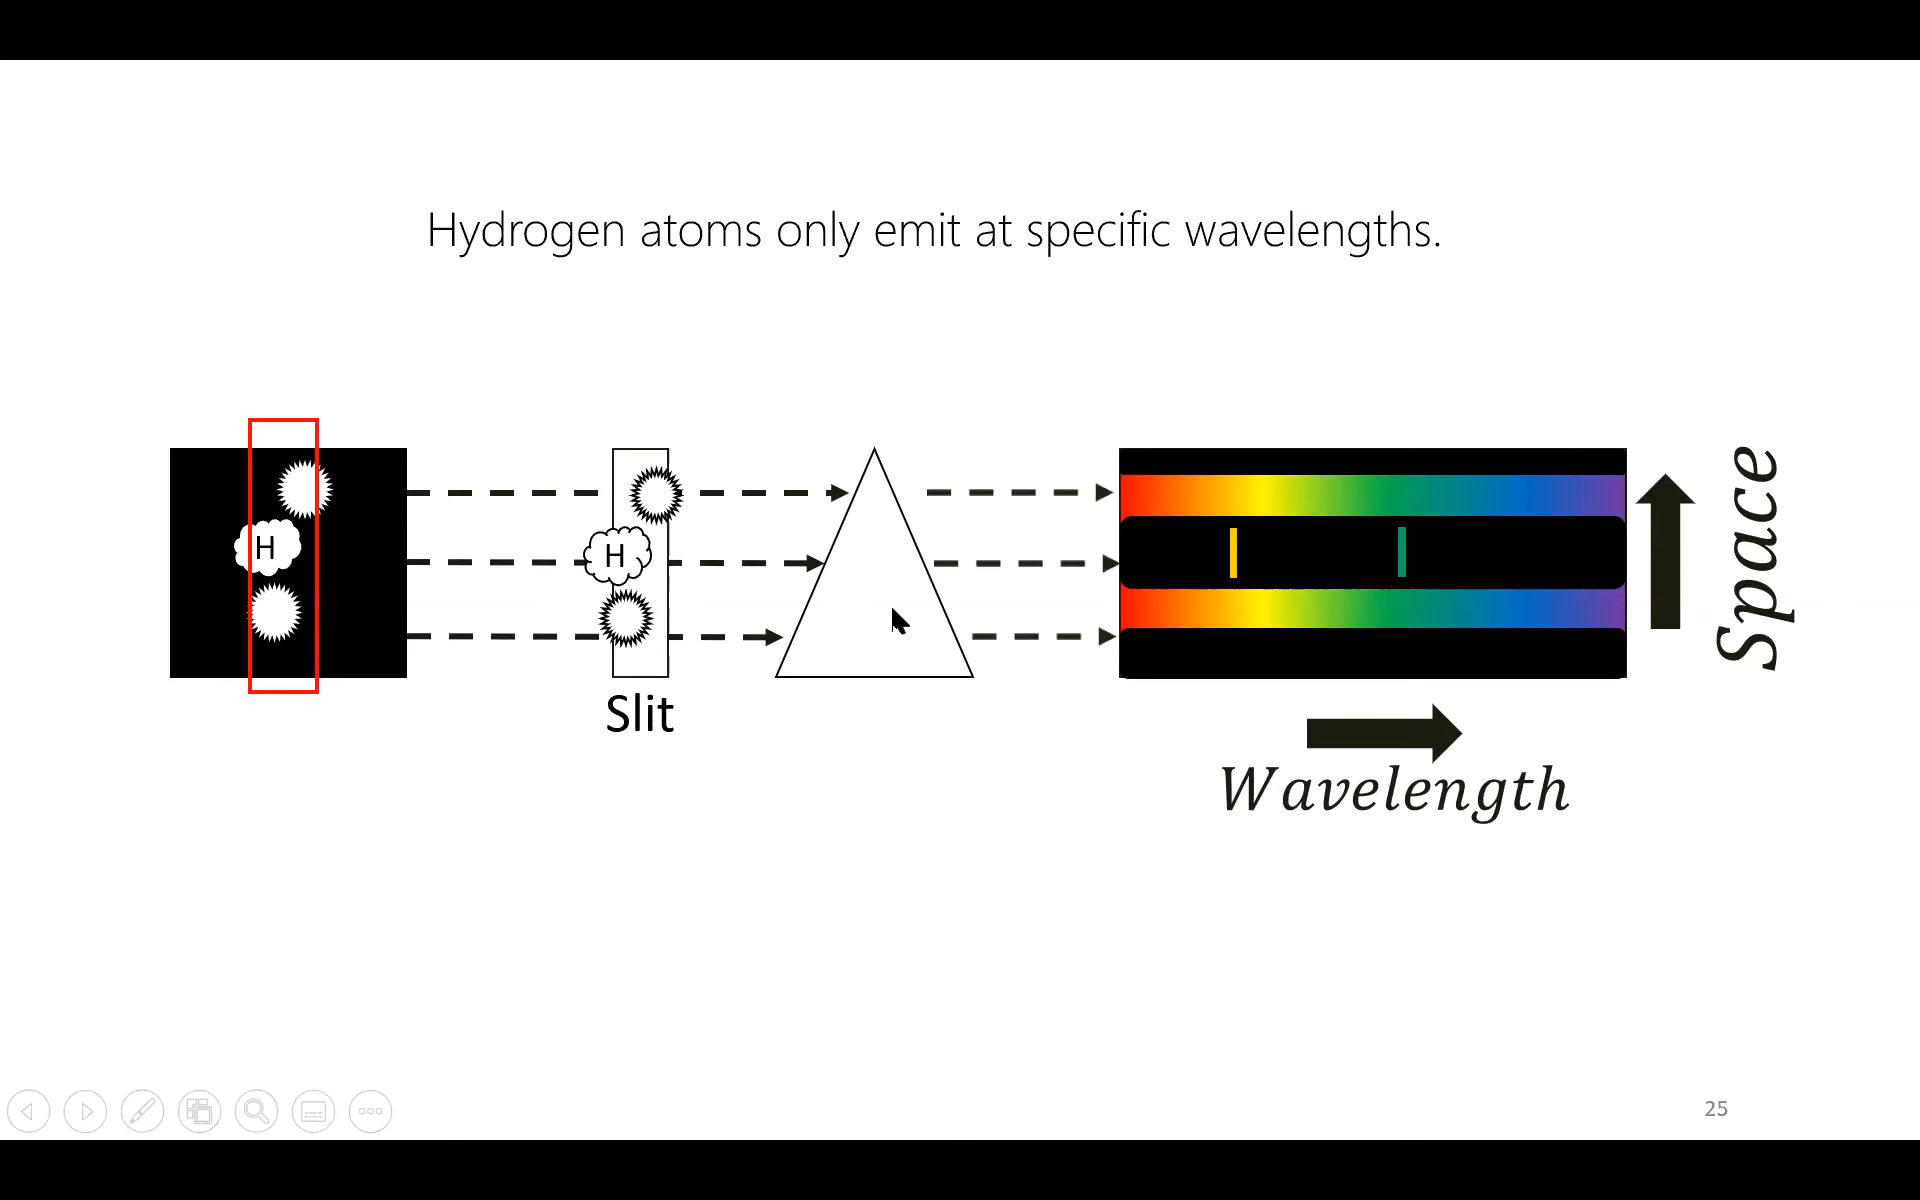 Hydrogen atoms only emit at specific wavelengths.
H
H
Slit
Space
Wavelength
25